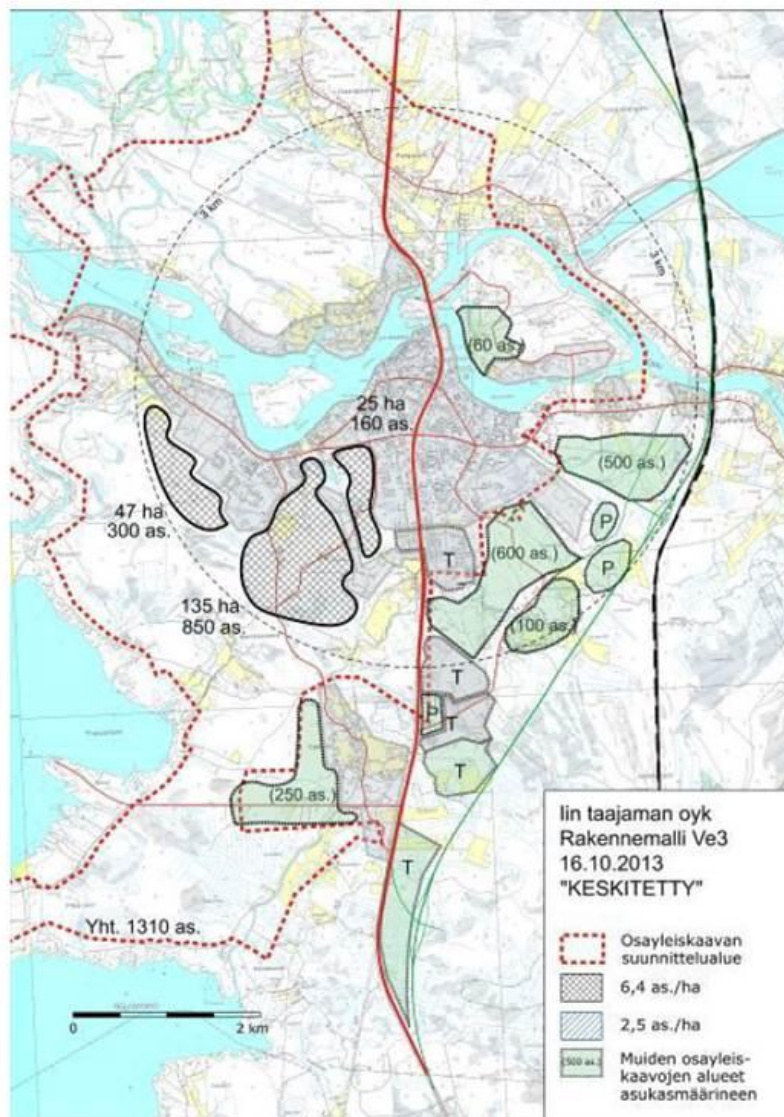 3 km
3 km
(60 as.)
25 ha
160 as.
(500 as.)
47 ha
300 as.
P
(600 as.)
T
P
135 ha
850 as.
(100 as.)
T
P
T
T
(250 as.)
T
Yht. 1310 as.
0 2 km
Iin taajaman oyk
Rakennemalli Ve3
16.10.2013
"KESKITETTY"
Osayleiskaavan
suunnittelualue
6,4 as./ha
2,5 as./ha
(500 as.)
Muiden osayleis-
kaavojen alueet
asukasmäärineen